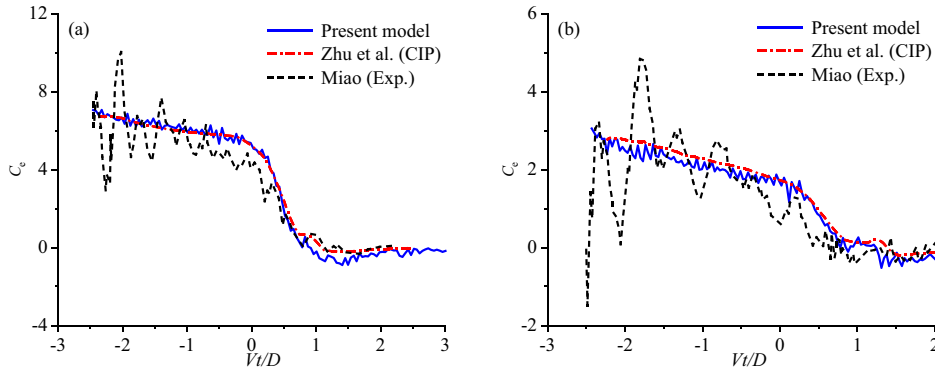 12
(a)
Present model
Zhu et al. (CIP)
Miao (Exp.)
8
4
0
-4
Cₑ
-3 -2 -1 0 1 2 3
Vt/D
6
(b)
Present model
Zhu et al. (CIP)
Miao (Exp.)
4
2
0
-2
Cₑ
-3 -2 -1 0 1 2
Vt/D